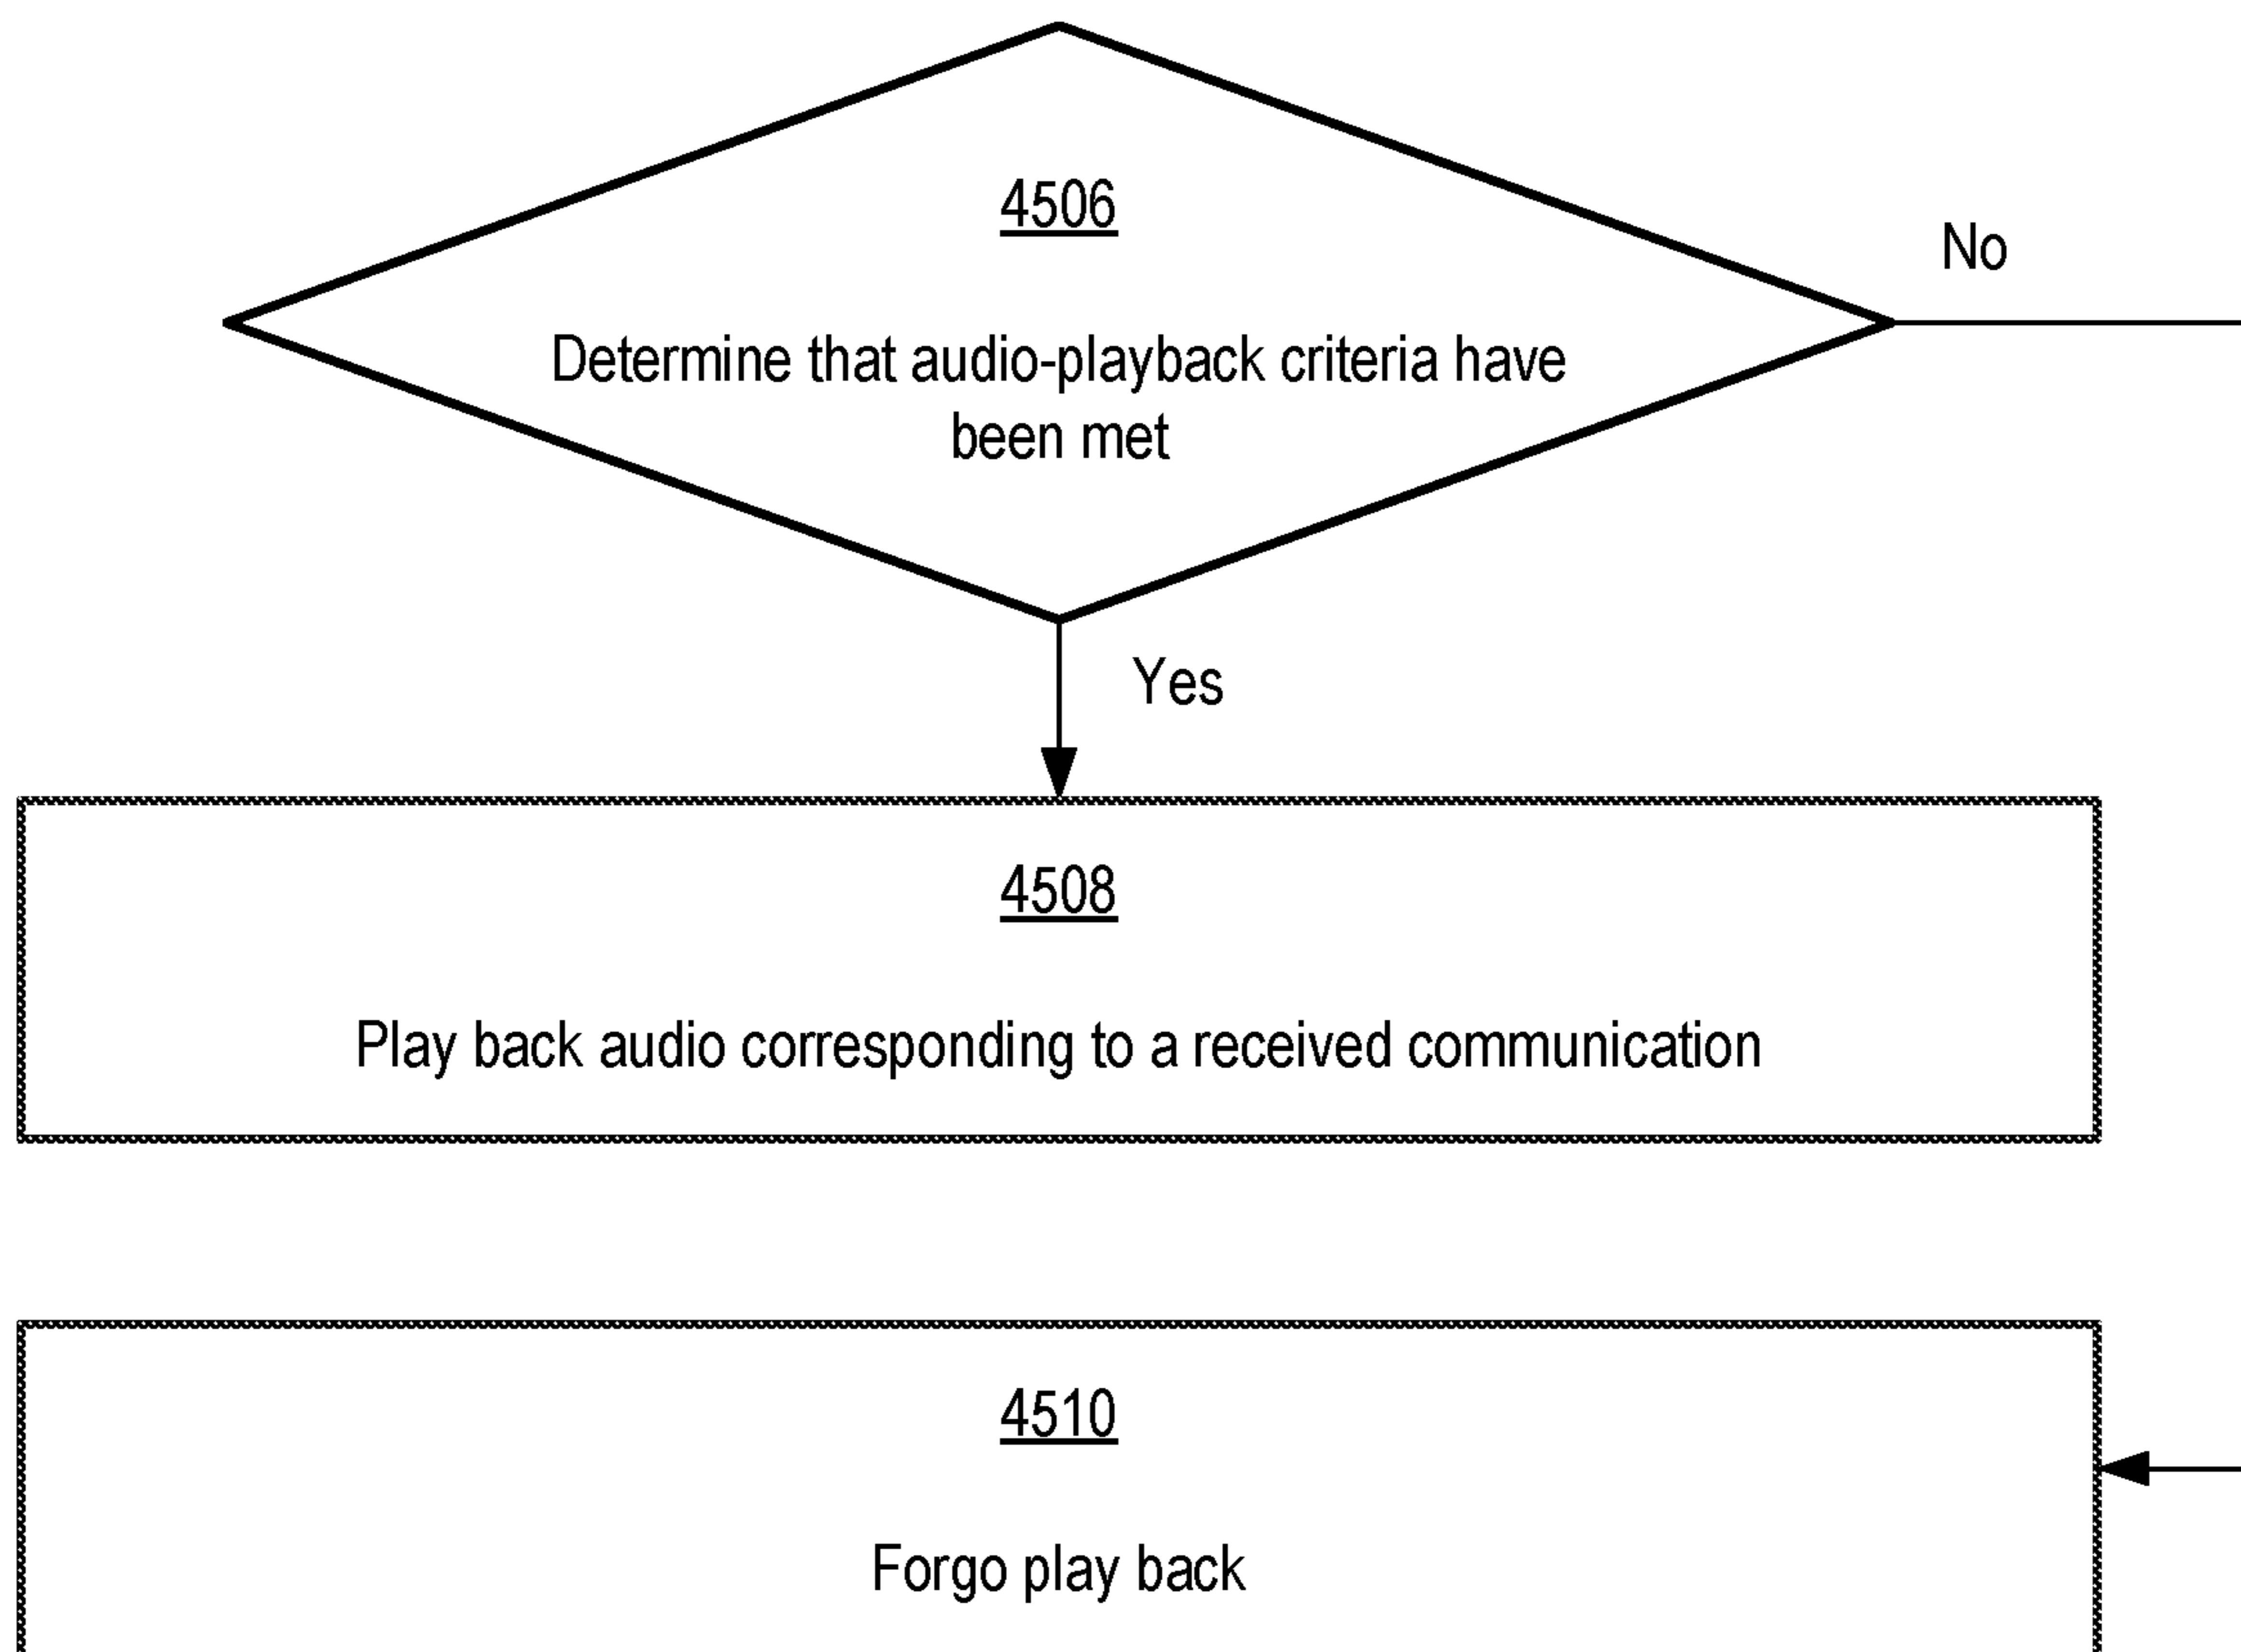 4506
No
Determine that audio-playback criteria have
been met
Yes
4508
Play back audio corresponding to a received communication
4510
Forgo play back